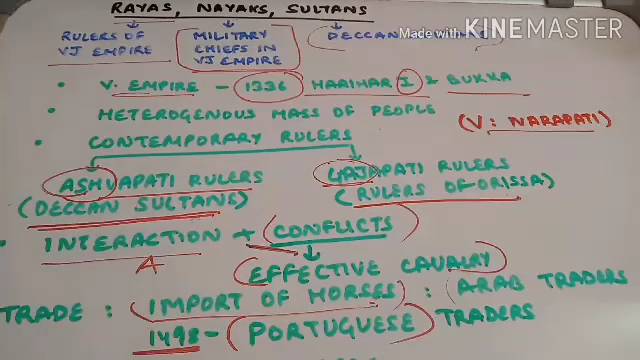 RAYAS, NAYAKS, SULTANS
RULERS OF VJ EMPIRE
MILITARY CHIEFS IN VJ EMPIRE
DECCAN
Made with KINEMASTER
• V. EMPIRE - 1336 HARIHAR I & BUKKA
• HETEROGENOUS MASS OF PEOPLE
(V: NARAPATI)
• CONTEMPORARY RULERS
ASHVAPATI RULERS
(DECCAN SULTANS)
GAJAPATI RULERS
(RULERS OF ORISSA)
• INTERACTION + CONFLICTS
A
EFFECTIVE CAVALRY
TRADE : IMPORT OF HORSES : ARAB TRADERS
1498 - PORTUGUESE TRADERS